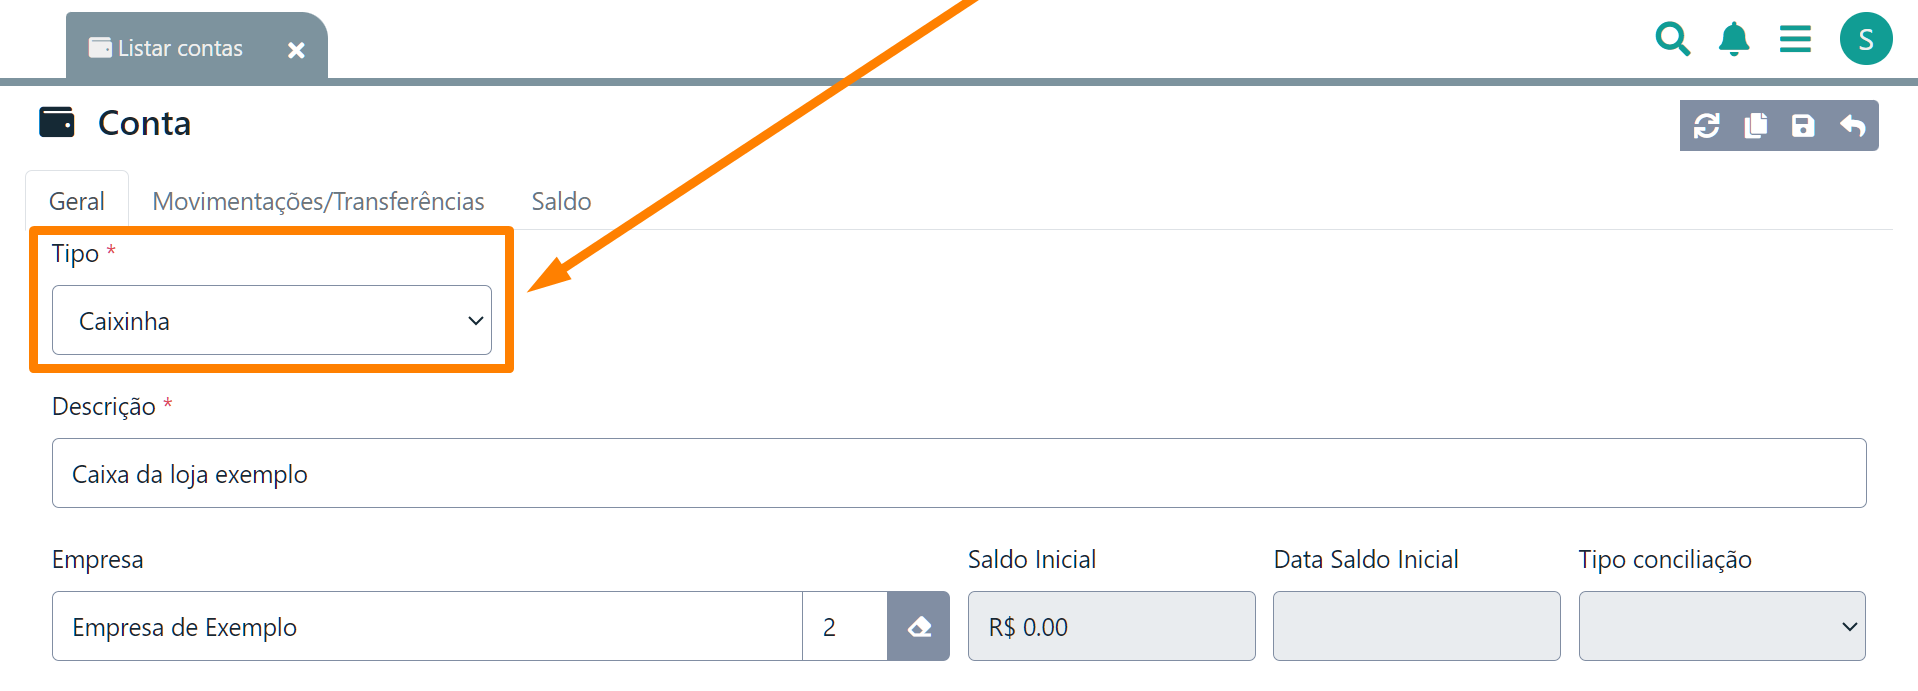 Listar contas
S
Conta
Geral Movimentações/Transferências Saldo
Tipo *
Caixinha
Descrição *
Caixa da loja exemplo
Empresa Saldo Inicial Data Saldo Inicial Tipo conciliação
Empresa de Exemplo 2 R$ 0.00